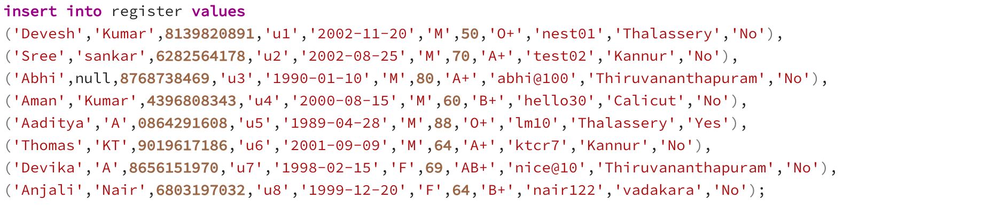 insert into register values
('Devesh','Kumar',8139820891,'u1','2002-11-20','M',50,'O+','nest01','Thalassery','No'),
('Sree','sankar',6282564178,'u2','2002-08-25','M',70,'A+','test02','Kannur','No'),
('Abhi',null,8768738469,'u3','1990-01-10','M',80,'A+','abhi@100','Thiruvananthapuram','No'),
('Aman','Kumar',4396808343,'u4','2000-08-15','M',60,'B+','hello30','Calicut','No'),
('Aaditya','A',0864291608,'u5','1989-04-28','M',88,'O+','lm10','Thalassery','Yes'),
('Thomas','KT',9019617186,'u6','2001-09-09','M',64,'A+','ktcr7','Kannur','No'),
('Devika','A',8656151970,'u7','1998-02-15','F',69,'AB+','nice@10','Thiruvananthapuram','No'),
('Anjali','Nair',6803197032,'u8','1999-12-20','F',64,'B+','nair122','vadakara','No');